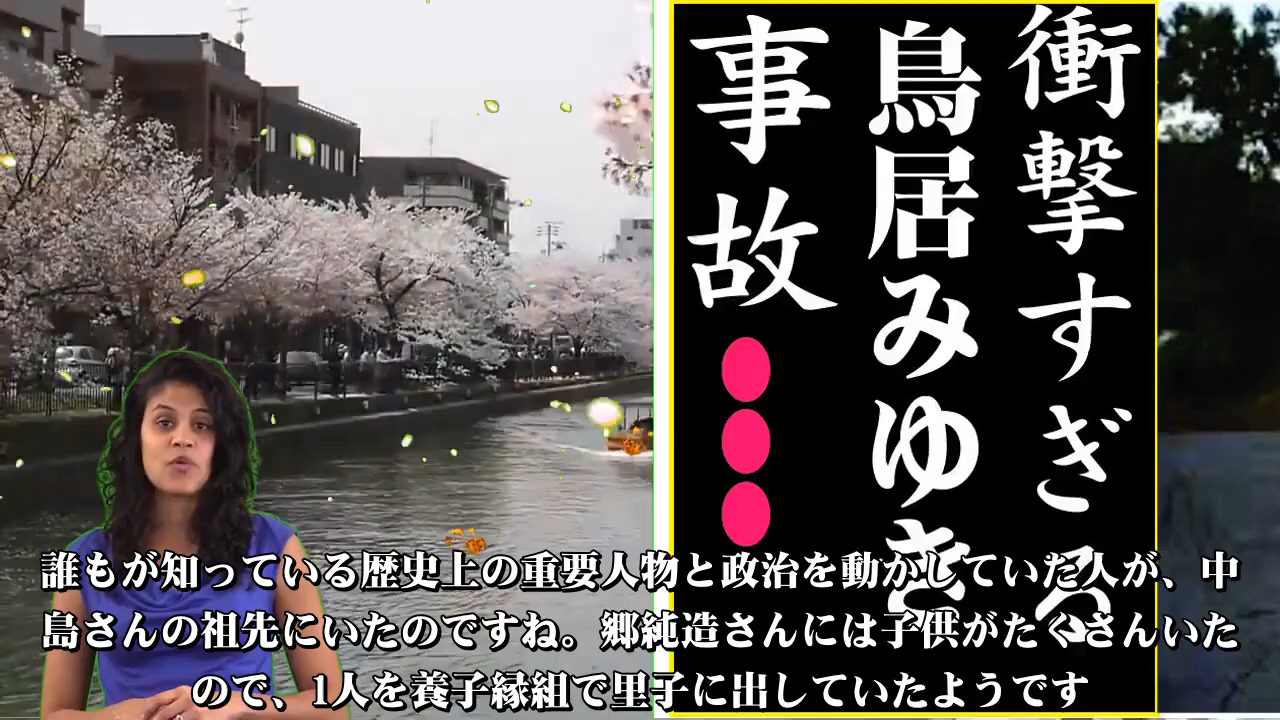 衝撃すぎる
鳥居みゆき
事故
誰もが知っている歴史上の重要人物と政治を動かしていた人が、中
島さんの祖先にいたのですね。郷純造さんには子供がたくさんいた
ので、1人を養子縁組で里子に出していたようです